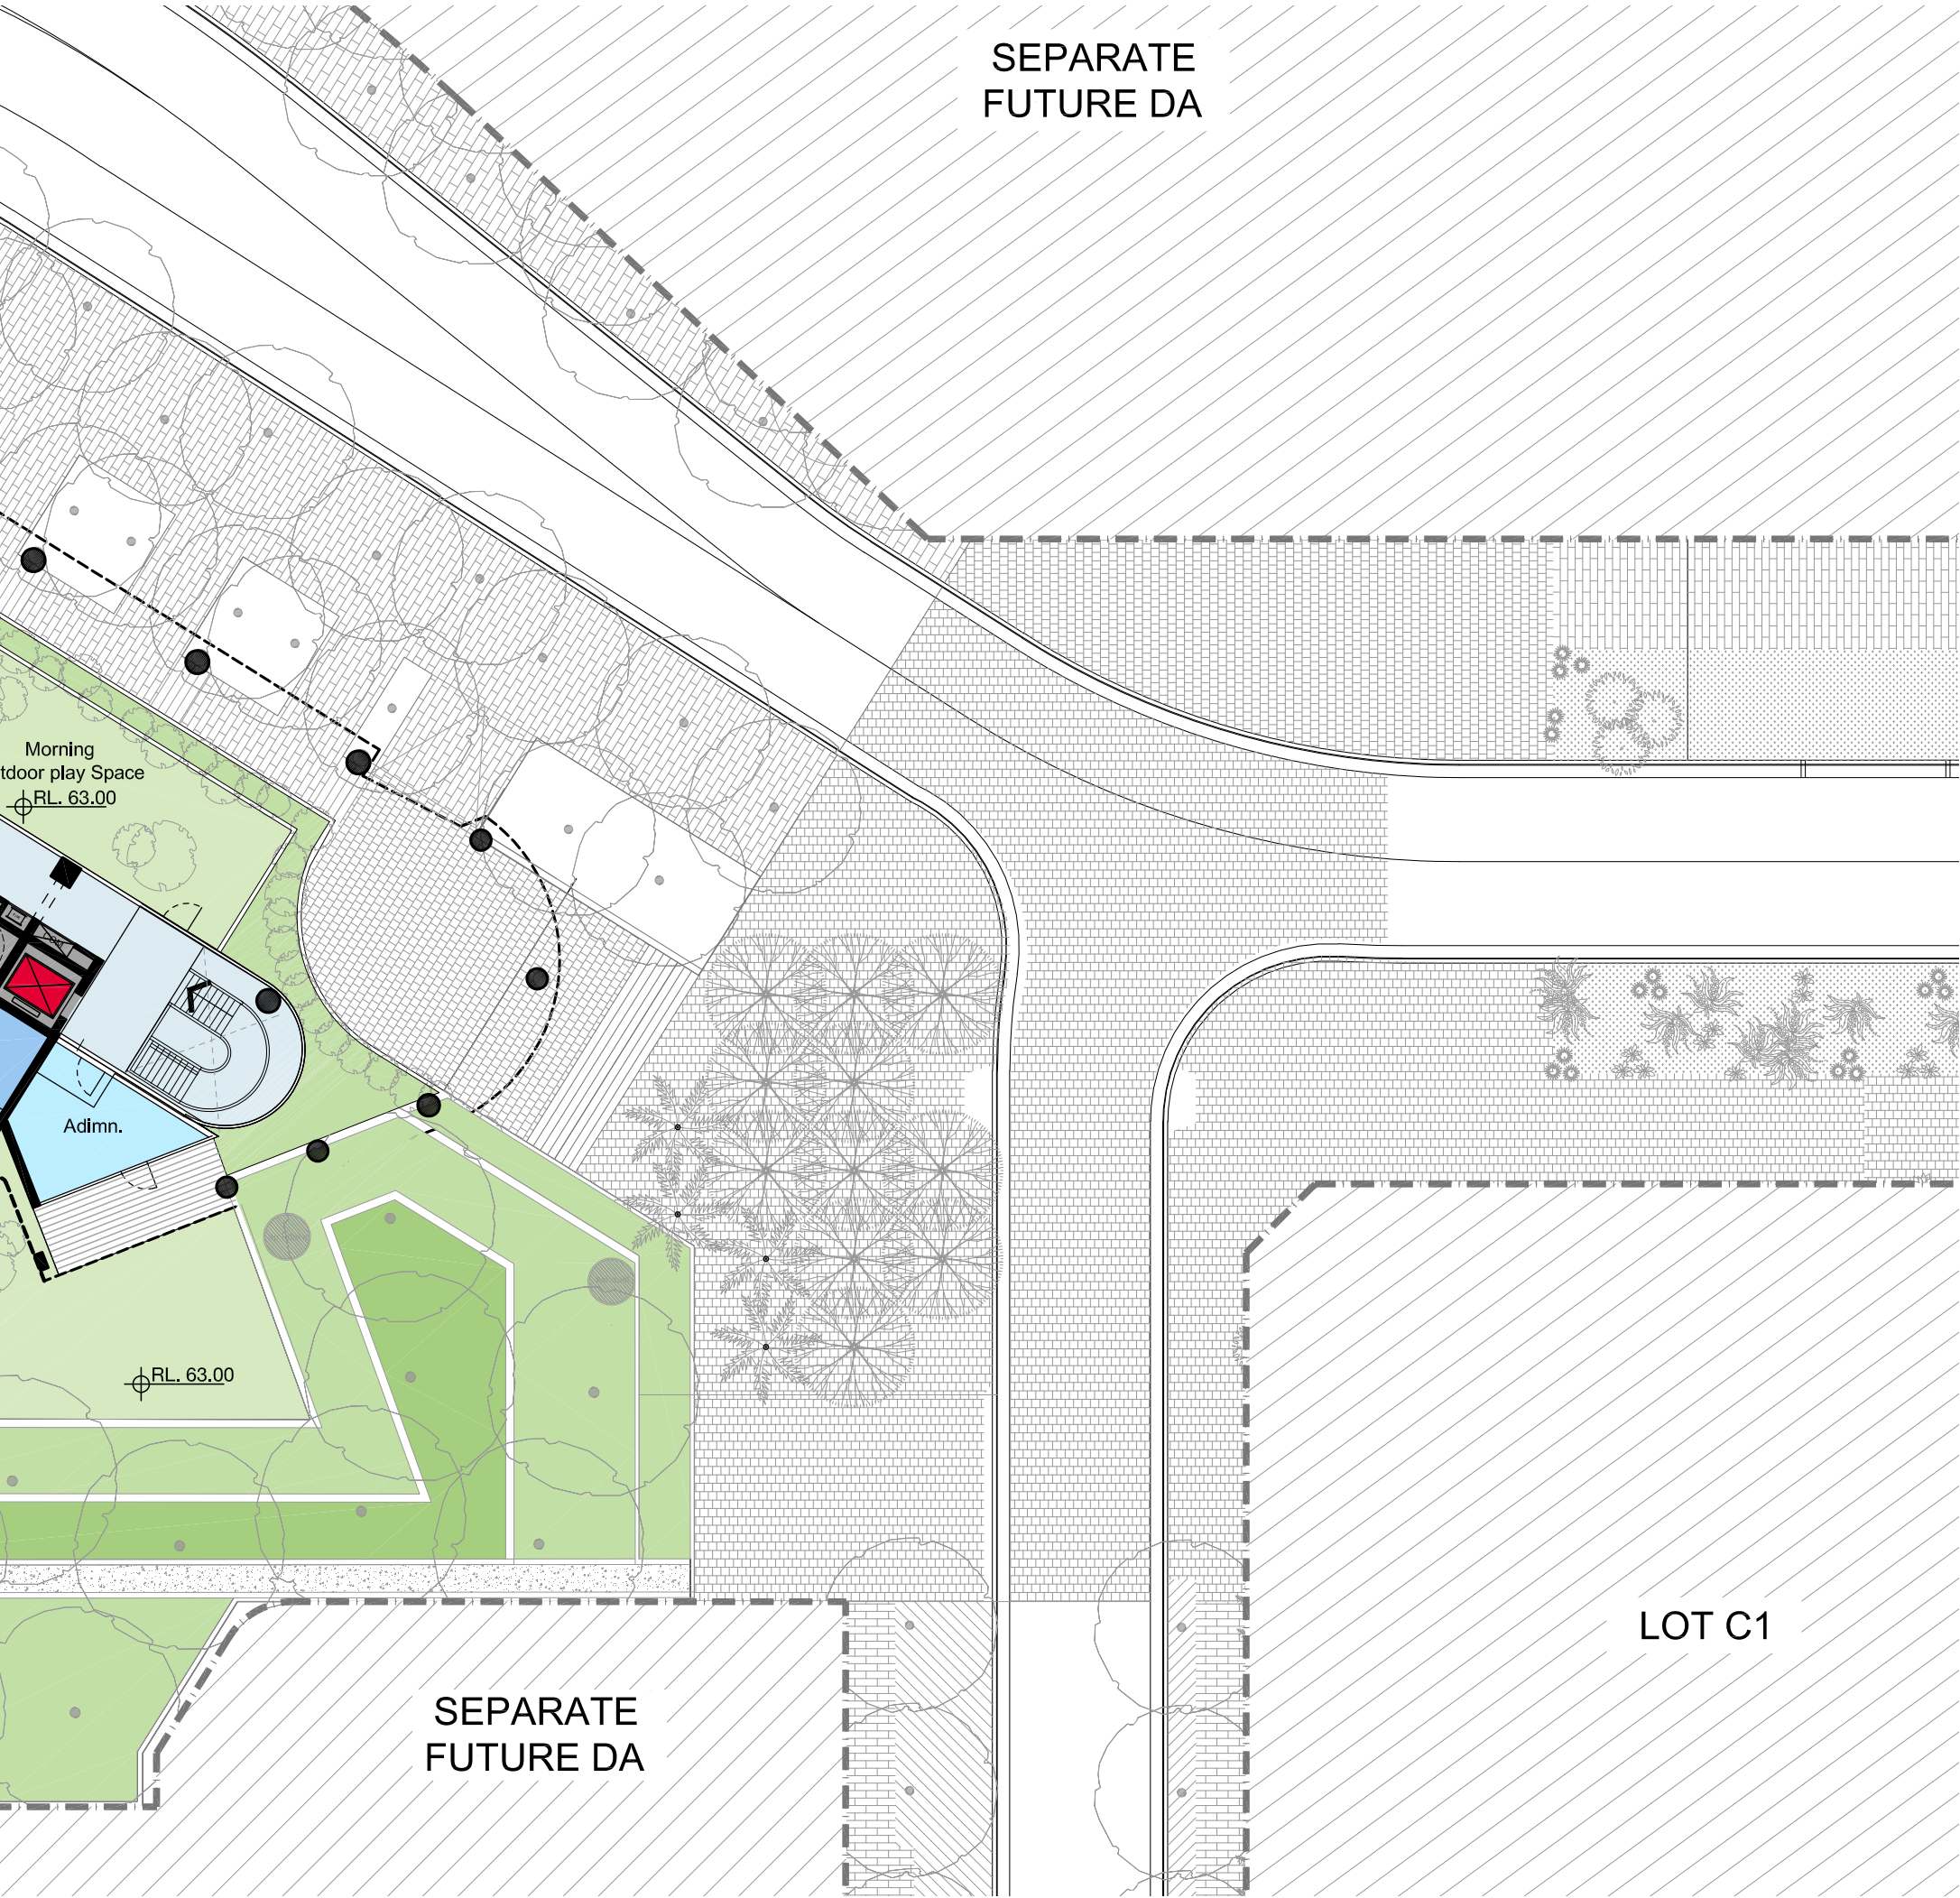 SEPARATE
FUTURE DA
Morning
tdoor play Space
RL. 63.00
Adimn.
RL. 63.00
SEPARATE
FUTURE DA
LOT C1